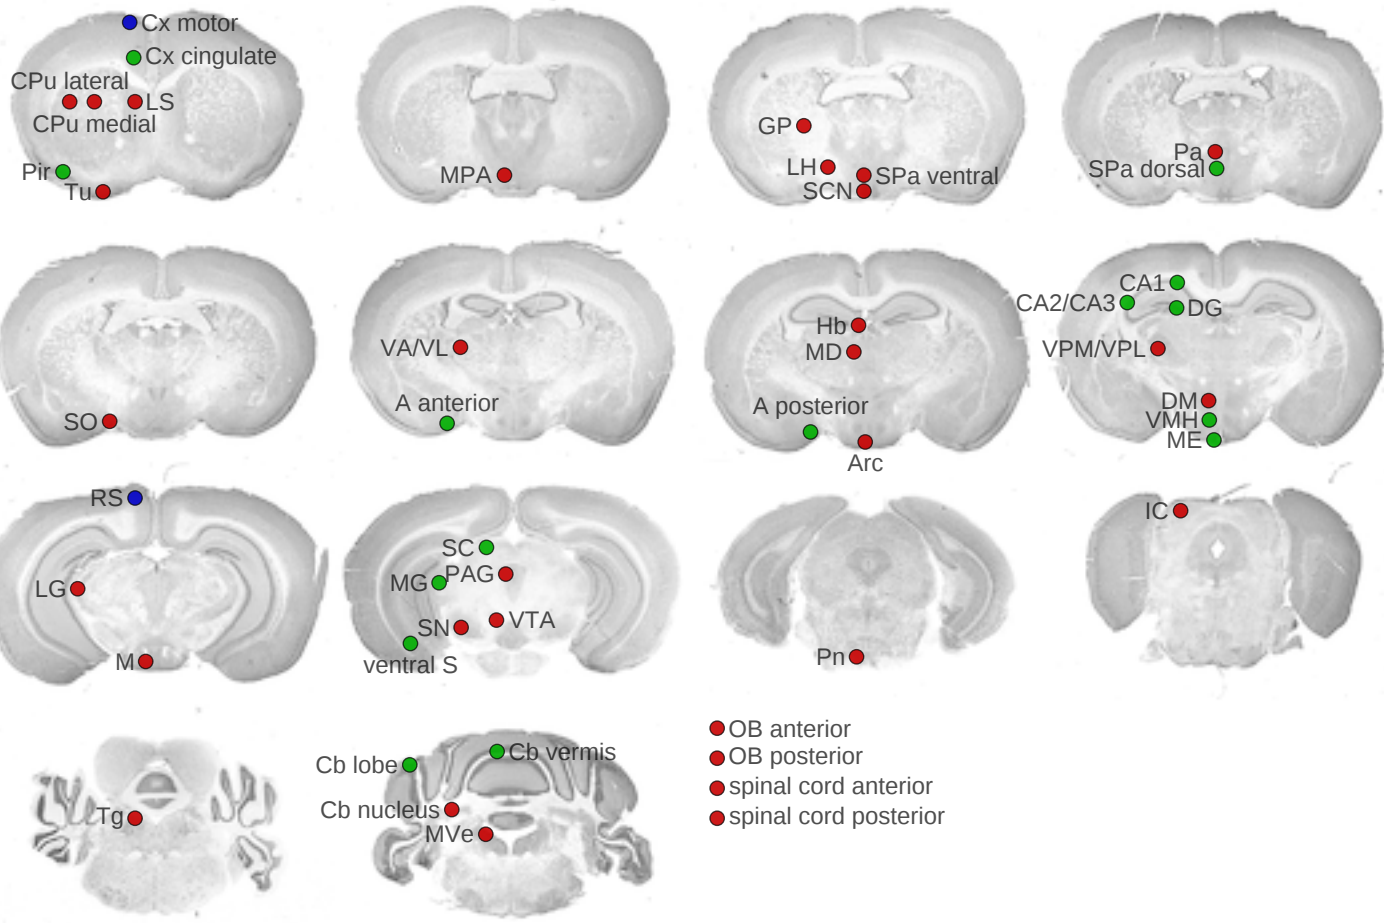 Cx motor
Cx cingulate
CPu lateral
LS
CPu medial
Pir
Tu
MPA
GP
LH
SPa ventral
SCN
Pa
SPa dorsal
SO
VA/VL
A anterior
Hb
MD
A posterior
Arc
CA1
CA2/CA3
DG
VPM/VPL
DM
VMH
ME
RS
LG
M
SC
MG
PAG
SN
VTA
ventral S
Pn
IC
Tg
Cb lobe
Cb vermis
Cb nucleus
MVe
OB anterior
OB posterior
spinal cord anterior
spinal cord posterior